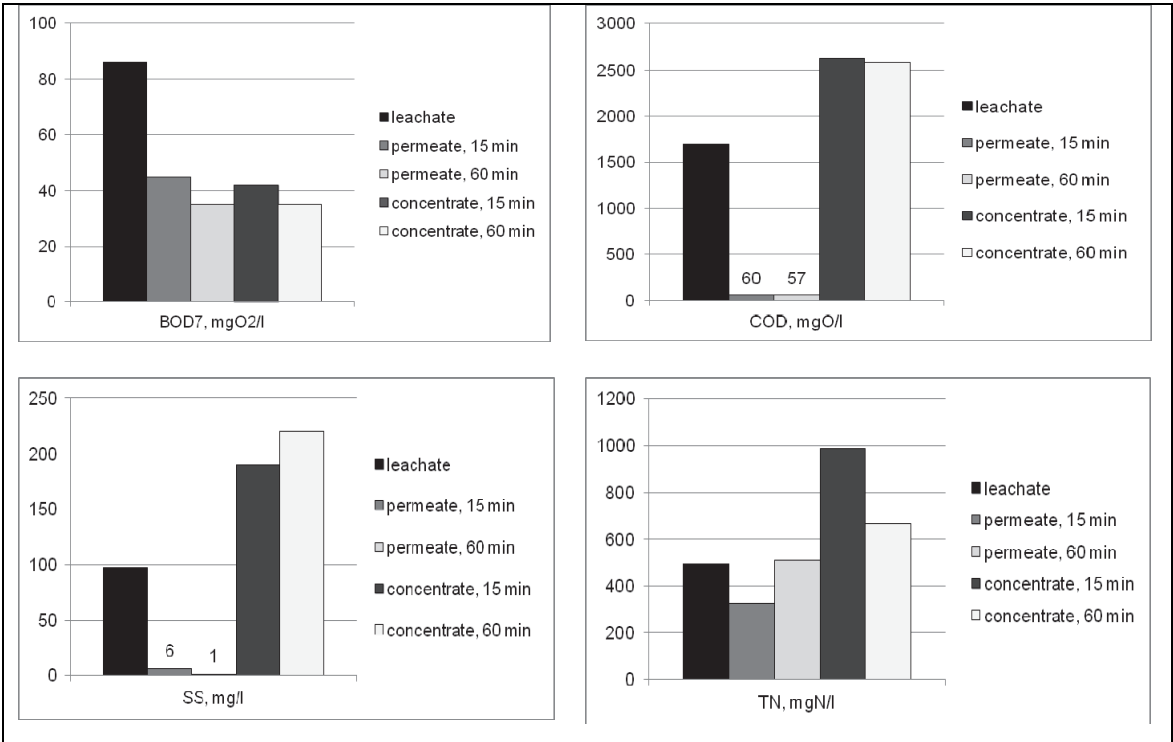 100
80
60
40
20
0
BOD7, mgO2/l
leachate
permeate, 15 min
permeate, 60 min
concentrate, 15 min
concentrate, 60 min
3000
2500
2000
1500
1000
500
0
60
57
COD, mgO/l
leachate
permeate, 15 min
permeate, 60 min
concentrate, 15 min
concentrate, 60 min
250
200
150
100
50
0
6
1
SS, mg/l
leachate
permeate, 15 min
permeate, 60 min
concentrate, 15 min
concentrate, 60 min
1200
1000
800
600
400
200
0
TN, mgN/l
leachate
permeate, 15 min
permeate, 60 min
concentrate, 15 min
concentrate, 60 min